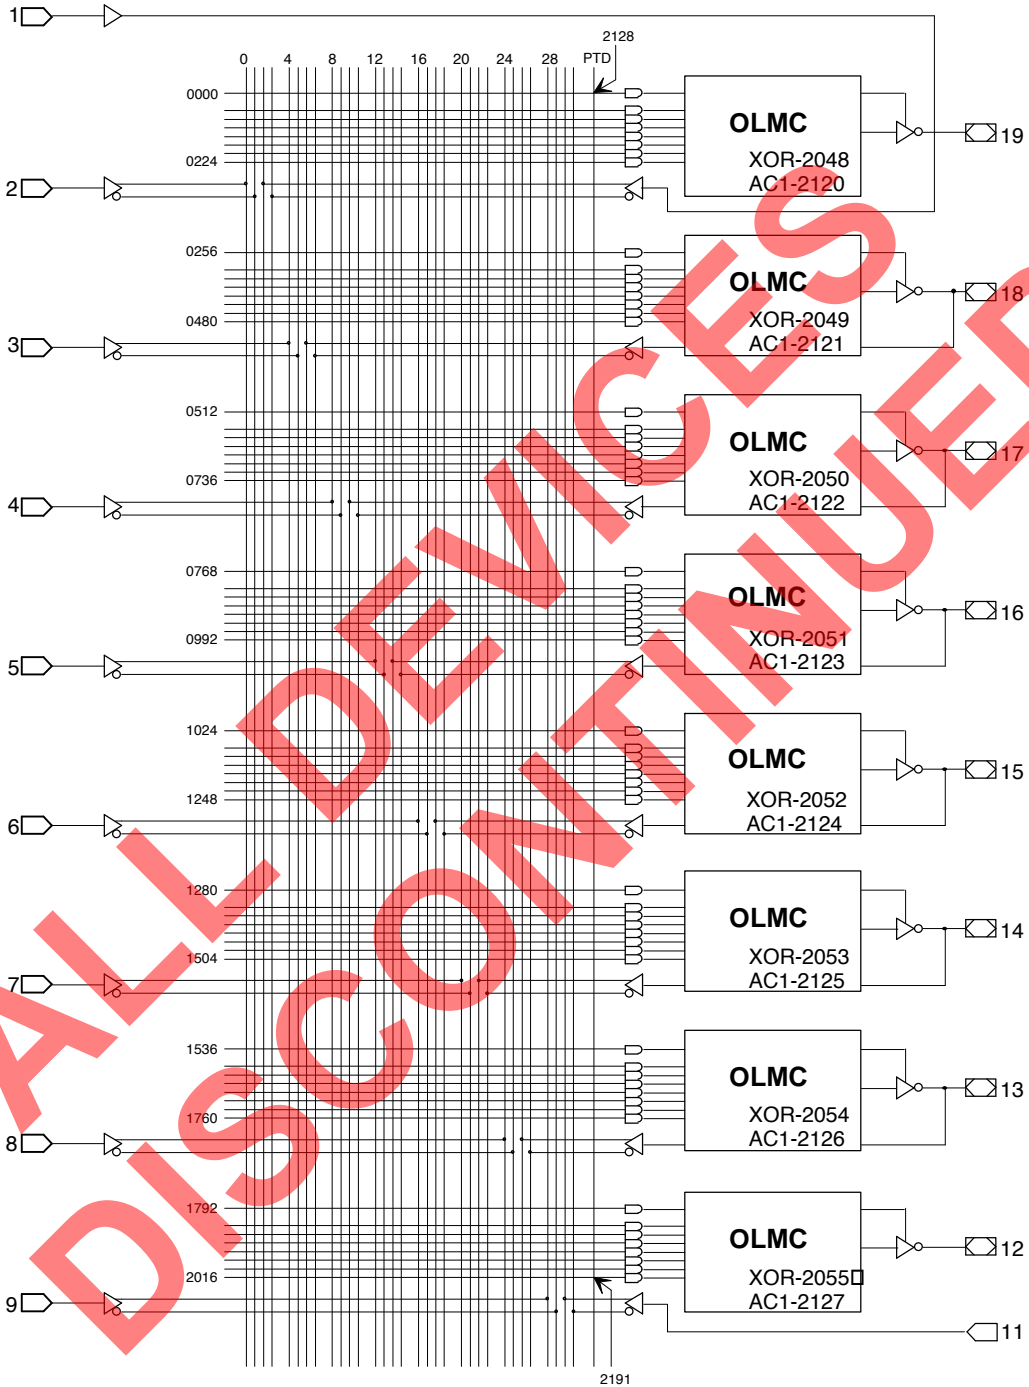 1
2128
0 4 8 12 16 20 24 28 PTD
0000
OLMC
19
0224
XOR-2048
AC1-2120
2
0256
OLMC
18
0480
XOR-2049
AC1-2121
3
0512
OLMC
17
0736
XOR-2050
AC1-2122
4
0768
OLMC
16
0992
XOR-2051
AC1-2123
5
1024
OLMC
15
1248
XOR-2052
AC1-2124
6
1280
OLMC
14
1504
XOR-2053
AC1-2125
7
1536
OLMC
13
1760
XOR-2054
AC1-2126
8
1792
OLMC
12
2016
XOR-2055
AC1-2127
9
11
2191
ALL DEVICES
DISCONTINUED